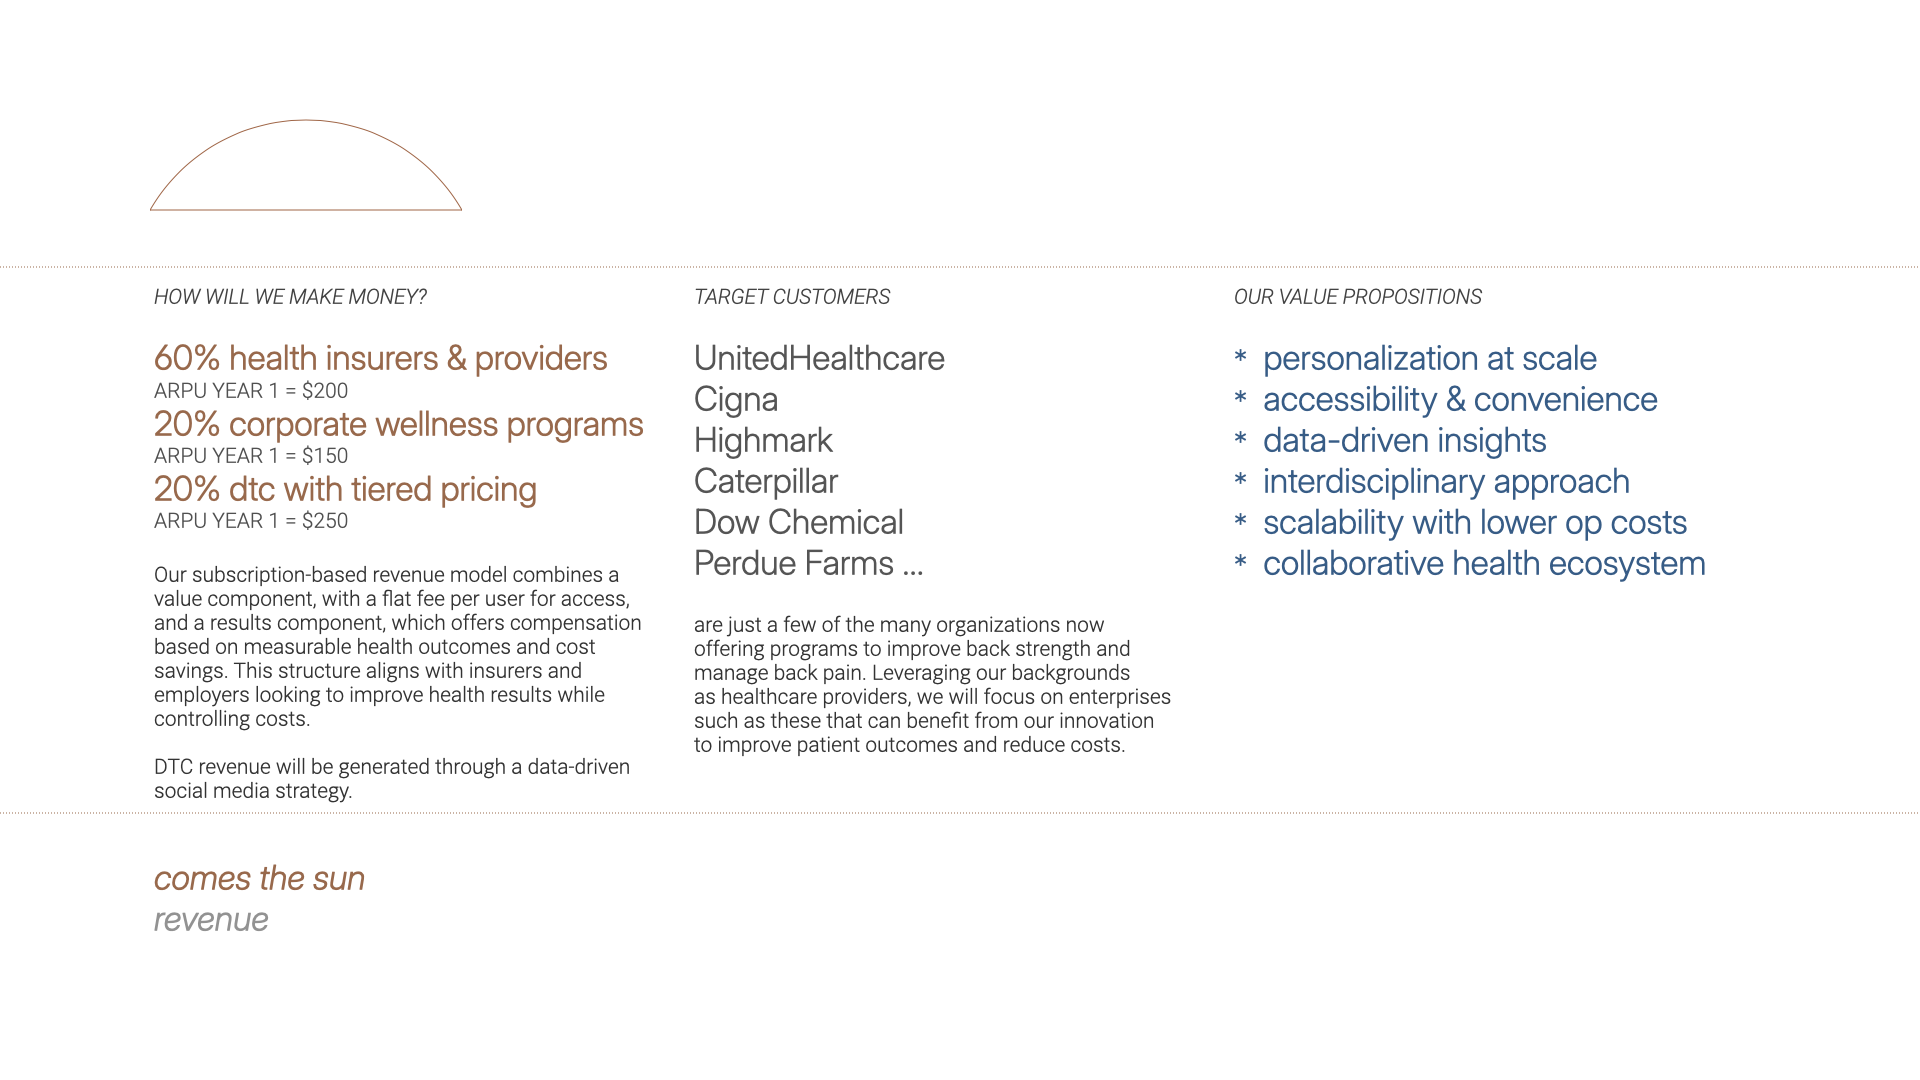 HOW WILL WE MAKE MONEY?
60% health insurers & providers
ARPU YEAR 1 = $200
20% corporate wellness programs
ARPU YEAR 1 = $150
20% dtc with tiered pricing
ARPU YEAR 1 = $250
Our subscription-based revenue model combines a
value component, with a flat fee per user for access,
and a results component, which offers compensation
based on measurable health outcomes and cost
savings. This structure aligns with insurers and
employers looking to improve health results while
controlling costs.
DTC revenue will be generated through a data-driven
social media strategy.
TARGET CUSTOMERS
UnitedHealthcare
Cigna
Highmark
Caterpillar
Dow Chemical
Perdue Farms ...
are just a few of the many organizations now
offering programs to improve back strength and
manage back pain. Leveraging our backgrounds
as healthcare providers, we will focus on enterprises
such as these that can benefit from our innovation
to improve patient outcomes and reduce costs.
OUR VALUE PROPOSITIONS
* personalization at scale
* accessibility & convenience
* data-driven insights
* interdisciplinary approach
* scalability with lower op costs
* collaborative health ecosystem
comes the sun
revenue